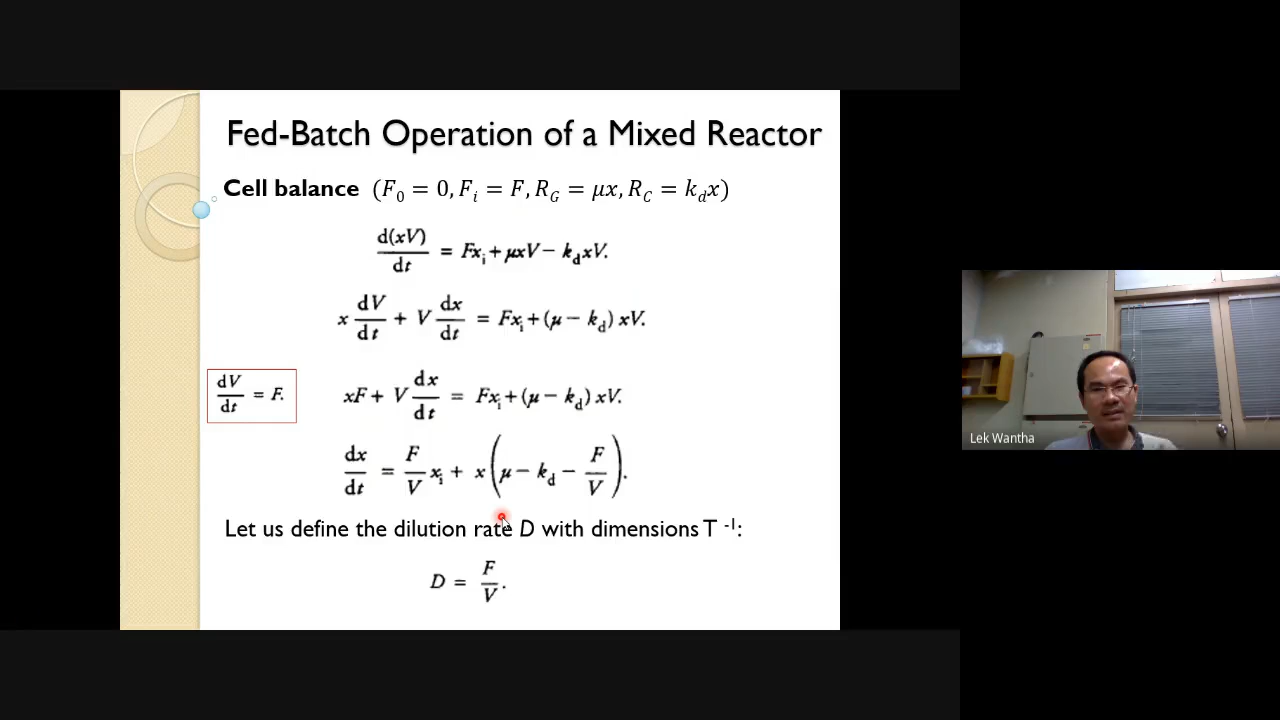 Fed-Batch Operation of a Mixed Reactor
Cell balance (F₀ = 0, Fᵢ = F, R_G = μx, R_C = k_d x)
d(xV)/dt = Fxᵢ + μxV − k_d xV.
x dV/dt + V dx/dt = Fxᵢ + (μ − k_d) xV.
dV/dt = F.
xF + V dx/dt = Fxᵢ + (μ − k_d) xV.
dx/dt = F/V xᵢ + x(μ − k_d − F/V).
Let us define the dilution rate D with dimensions T ⁻¹:
D = F/V.
Lek Wantha